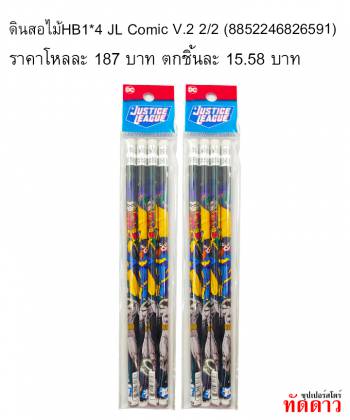 ดินสอไม้HB1*4 JL Comic V.2 2/2 (8852246826591)
ราคาโหลละ 187 บาท ตกชิ้นละ 15.58 บาท
DC DC
JUSTICE LEAGUE JUSTICE LEAGUE
ซุปเปอร์สโตร์
ทัดดาว